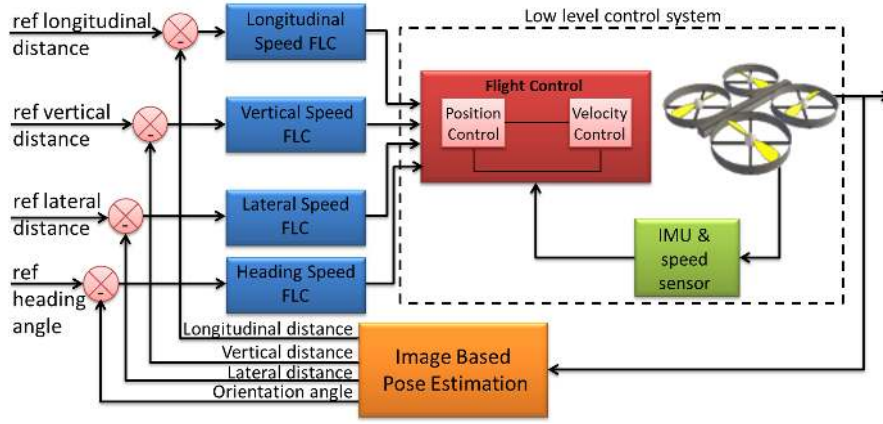 Low level control system
ref longitudinal
distance
-
Longitudinal
Speed FLC
Flight Control
Position
Control
Velocity
Control
ref vertical
distance
-
Vertical Speed
FLC
ref lateral
distance
-
Lateral Speed
FLC
IMU &
speed
sensor
ref
heading
angle
-
Heading Speed
FLC
Longitudinal distance
Vertical distance
Lateral distance
Orientation angle
Image Based
Pose Estimation